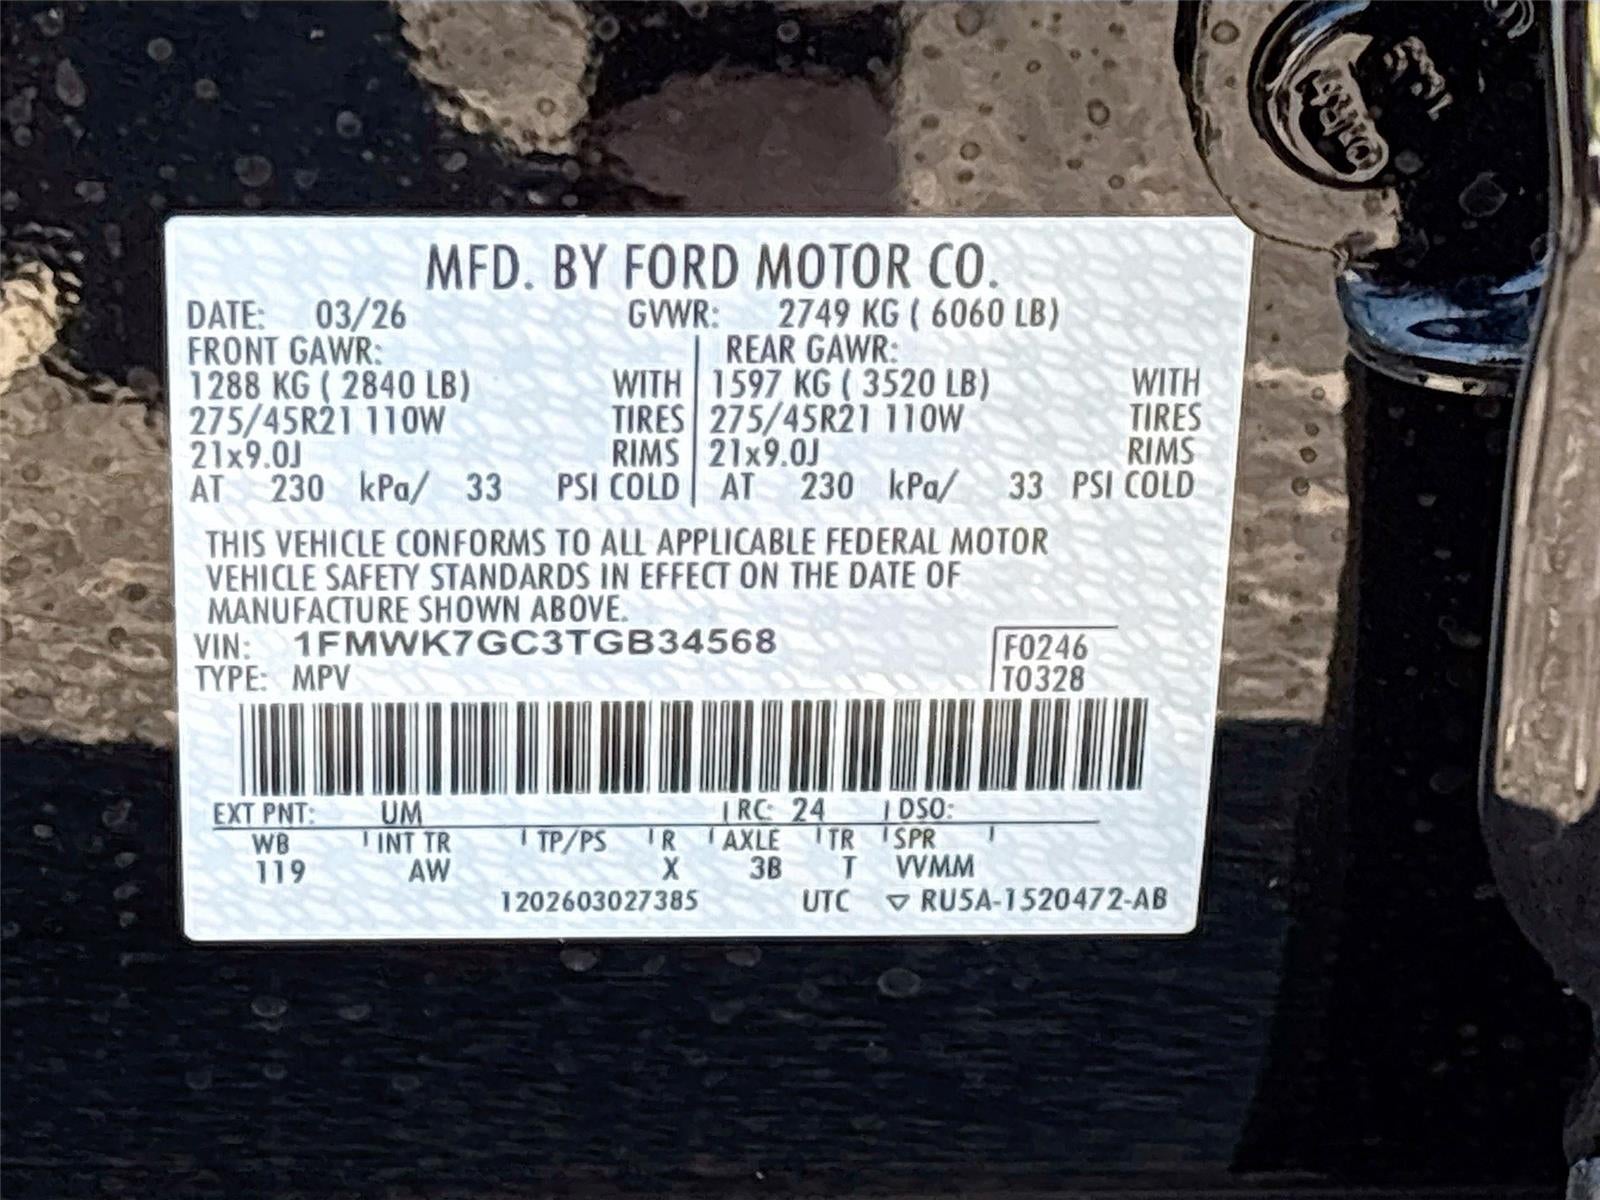 MFD. BY FORD MOTOR CO.
DATE: 03/26 GVWR: 2749 KG ( 6060 LB)
FRONT GAWR: REAR GAWR:
1288 KG ( 2840 LB) WITH 1597 KG ( 3520 LB) WITH
275/45R21 110W TIRES 275/45R21 110W TIRES
21x9.0J RIMS 21x9.0J RIMS
AT 230 kPa/ 33 PSI COLD AT 230 kPa/ 33 PSI COLD
THIS VEHICLE CONFORMS TO ALL APPLICABLE FEDERAL MOTOR
VEHICLE SAFETY STANDARDS IN EFFECT ON THE DATE OF
MANUFACTURE SHOWN ABOVE.
VIN: 1FMWK7GC3TGB34568 F0246
TYPE: MPV T0328
EXT PNT: UM RC: 24 DSO:
WB INT TR TP/PS R AXLE TR SPR
119 AW X 3B T VVMM
1202603027385 UTC ▽ RU5A-1520472-AB